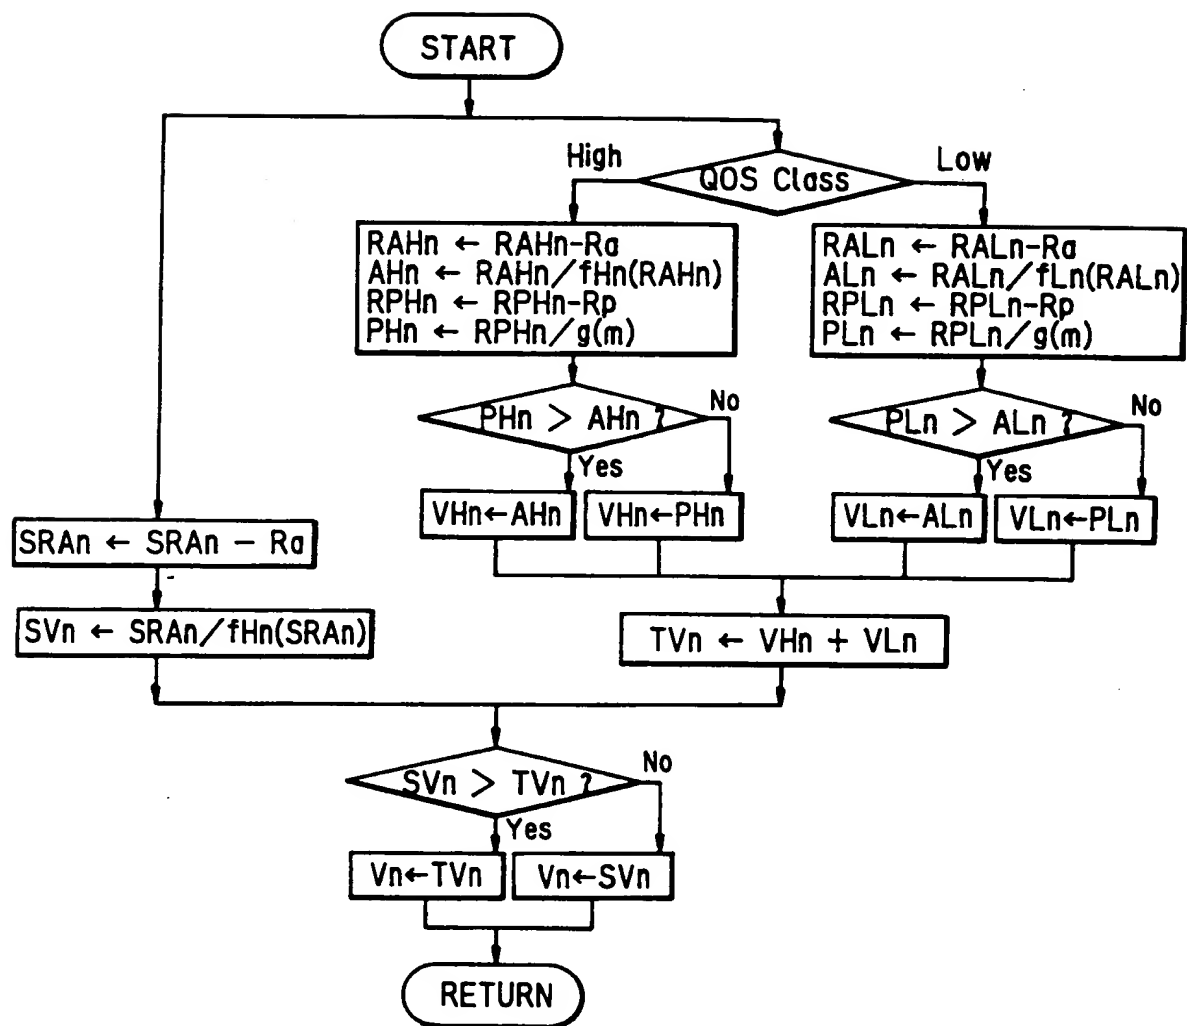 START
High
QOS Class
Low
RAHn ← RAHn-Ra
AHn ← RAHn/fHn(RAHn)
RPHn ← RPHn-Rp
PHn ← RPHn/g(m)
RALn ← RALn-Ra
ALn ← RALn/fLn(RALn)
RPLn ← RPLn-Rp
PLn ← RPLn/g(m)
PHn > AHn ?
No
Yes
PLn > ALn ?
No
Yes
VHn←AHn
VHn←PHn
VLn←ALn
VLn←PLn
SRAn ← SRAn - Ra
SVn ← SRAn/fHn(SRAn)
TVn ← VHn + VLn
SVn > TVn ?
No
Yes
Vn←TVn
Vn←SVn
RETURN